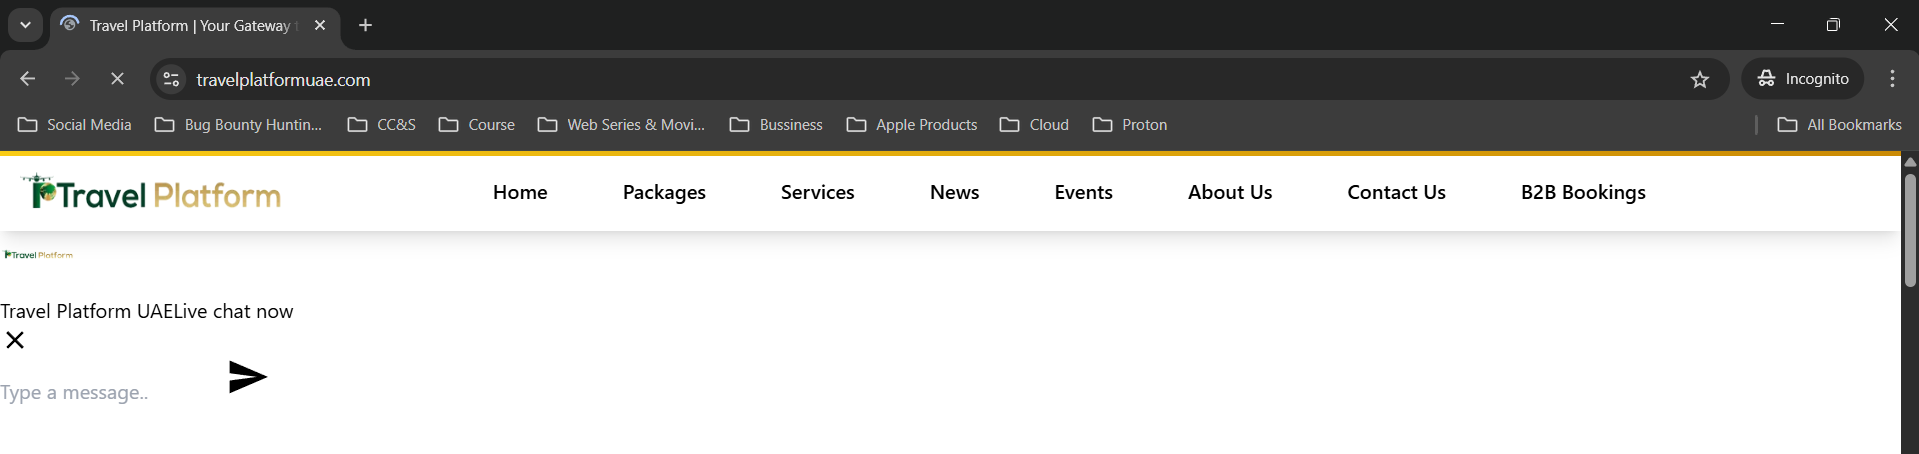 Travel Platform | Your Gateway t
travelplatformuae.com
Incognito
Social Media Bug Bounty Huntin... CC&S Course Web Series & Movi... Bussiness Apple Products Cloud Proton All Bookmarks
Travel Platform Home Packages Services News Events About Us Contact Us B2B Bookings
Travel Platform
Travel Platform UAELive chat now
Type a message..